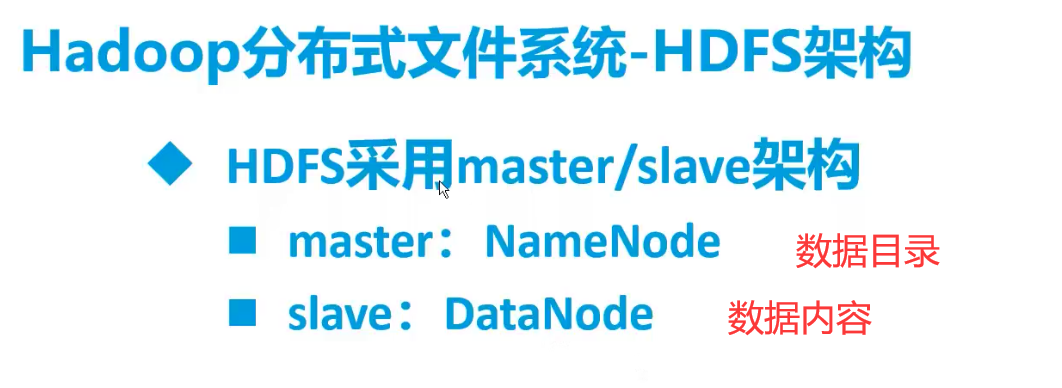 Hadoop分布式文件系统-HDFS架构
HDFS采用master/slave架构
master：NameNode 数据目录
slave：DataNode 数据内容